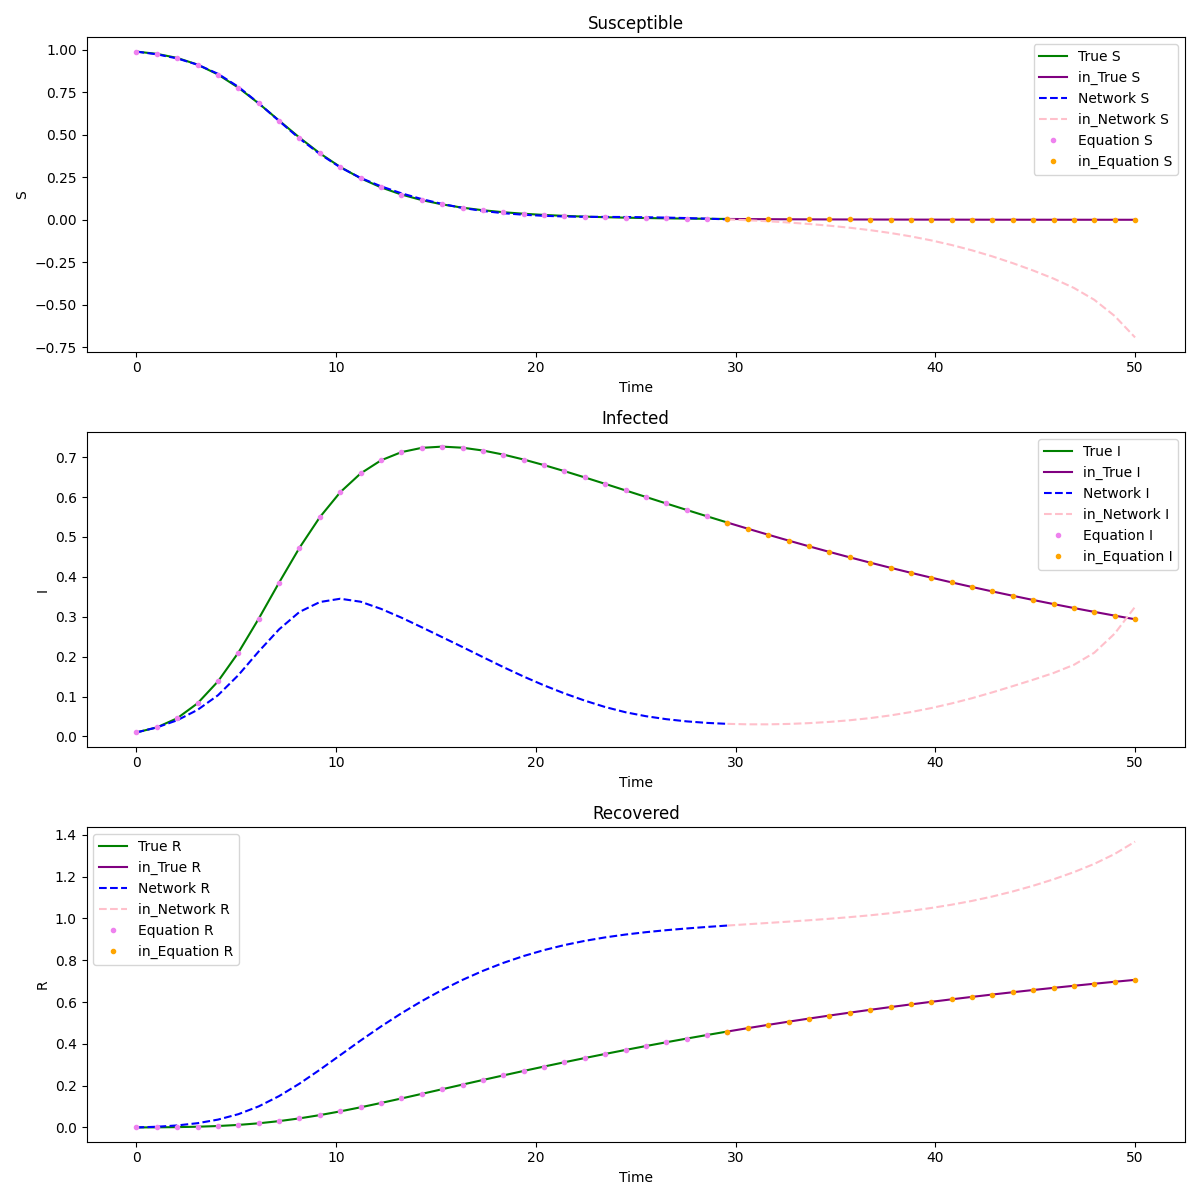 Susceptible
1.00
0.75
0.50
0.25
0.00
−0.25
−0.50
−0.75
S
True S
in_True S
Network S
in_Network S
Equation S
in_Equation S
0 10 20 30 40 50
Time
Infected
0.7
0.6
0.5
0.4
0.3
0.2
0.1
0.0
I
True I
in_True I
Network I
in_Network I
Equation I
in_Equation I
0 10 20 30 40 50
Time
Recovered
1.4
1.2
1.0
0.8
0.6
0.4
0.2
0.0
R
True R
in_True R
Network R
in_Network R
Equation R
in_Equation R
0 10 20 30 40 50
Time